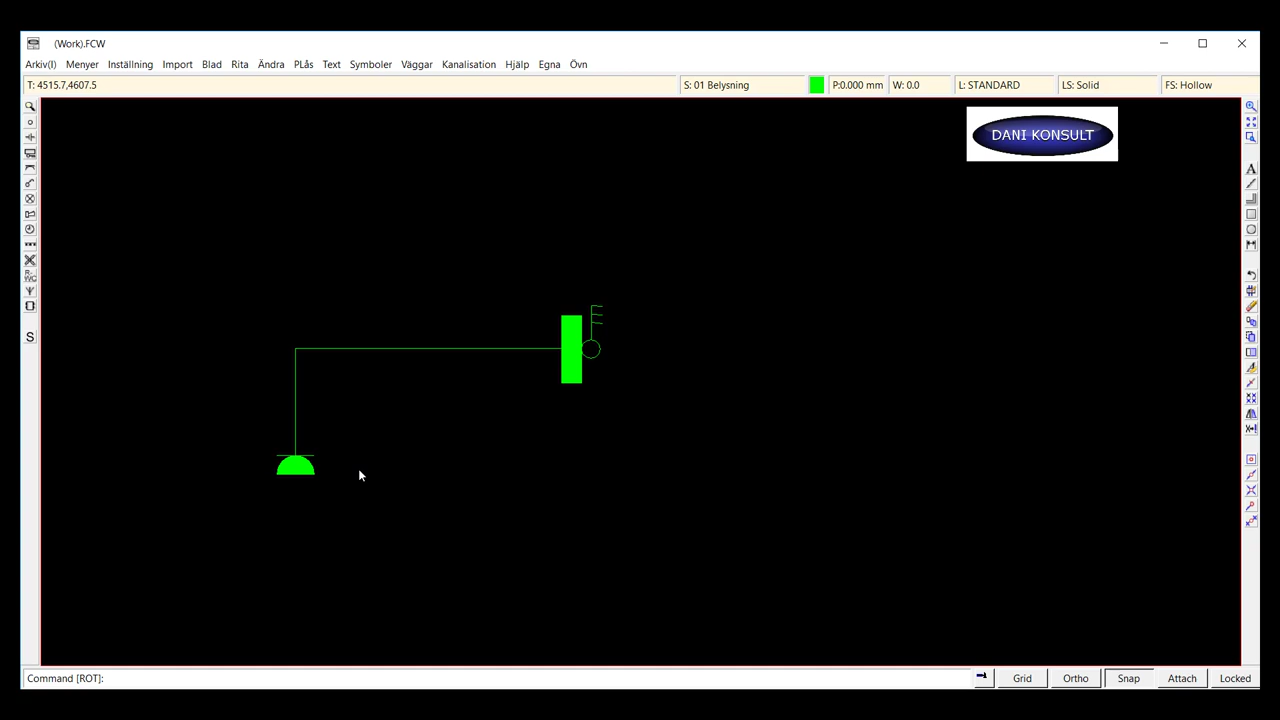 (Work).FCW
Arkiv(I) Menyer Inställning Import Blad Rita Ändra PLås Text Symboler Väggar Kanalisation Hjälp Egna Övn
T: 4515.7,4607.5 S: 01 Belysning P:0.000 mm W: 0.0 L: STANDARD LS: Solid FS: Hollow
DANI KONSULT
A
R-
WC
S
X+!
Command [ROT]: Grid Ortho Snap Attach Locked